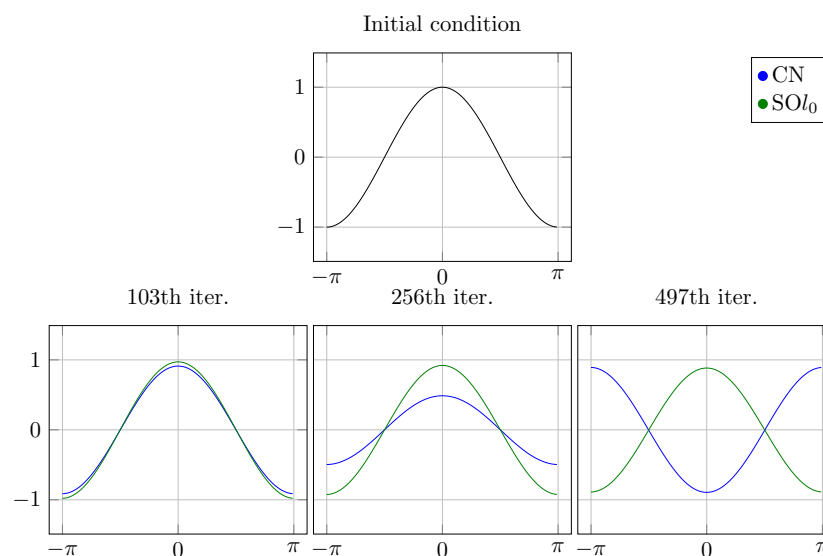 Initial condition
CN
SOl₀
1
0
−1
−π 0 π
103th iter. 256th iter. 497th iter.
1
0
−1
−π 0 π −π 0 π −π 0 π